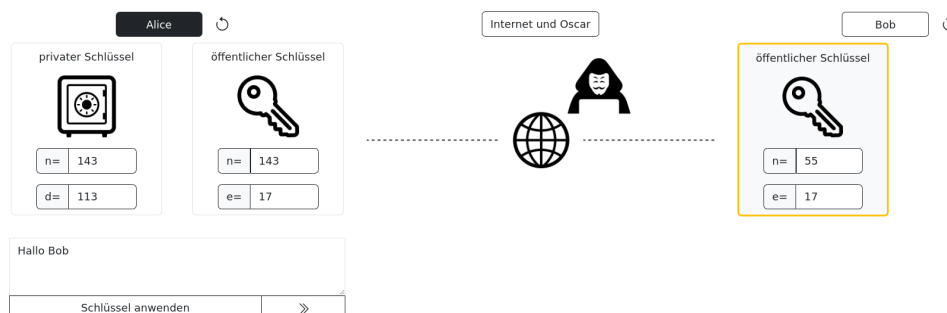 Alice
Internet und Oscar
Bob
privater Schlüssel
öffentlicher Schlüssel
öffentlicher Schlüssel
n= 143
n= 143
n= 55
d= 113
e= 17
e= 17
Hallo Bob
Schlüssel anwenden